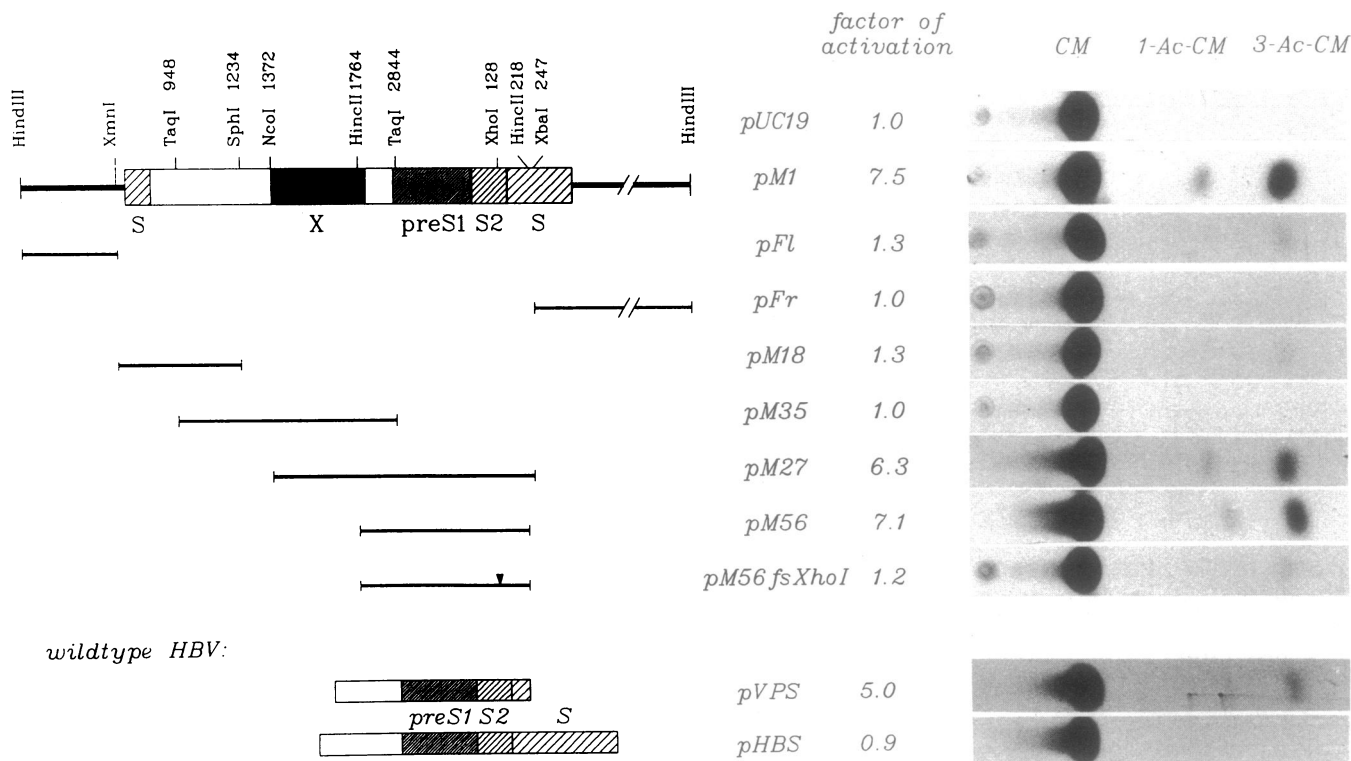 factor of
activation CM 1-Ac-CM 3-Ac-CM
HindIII XmnI TaqI 948 SphI 1234 NcoI 1372 HincII 1764 TaqI 2844 XhoI 128 HincII 218 XbaI 247 HindIII
S X preS1 S2 S
pUC19 1.0
pM1 7.5
pFl 1.3
pFr 1.0
pM18 1.3
pM35 1.0
pM27 6.3
pM56 7.1
pM56fsXhoI 1.2
wildtype HBV:
pVPS 5.0
preS1 S2 S
pHBS 0.9